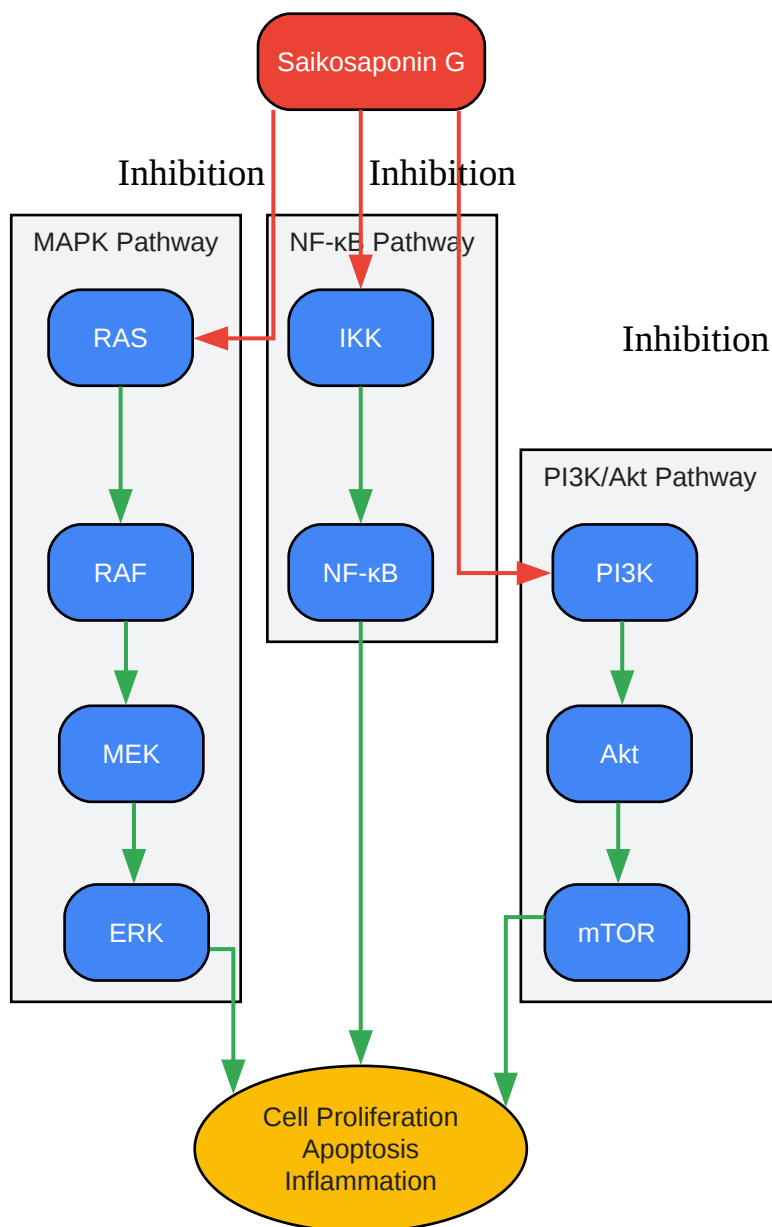 Saikosaponin G
Inhibition
Inhibition
MAPK Pathway
NF-κB Pathway
RAS
IKK
Inhibition
PI3K/Akt Pathway
RAF
NF-κB
PI3K
MEK
Akt
ERK
mTOR
Cell Proliferation
Apoptosis
Inflammation